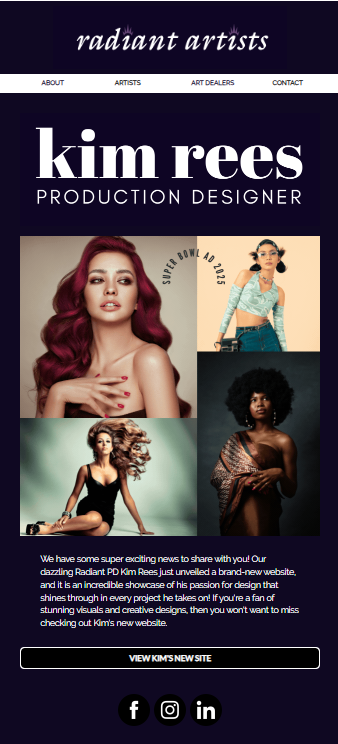 radiant artists
ABOUT ARTISTS ART DEALERS CONTACT
kim rees
PRODUCTION DESIGNER
SUPER BOWL AD 2025
We have some super exciting news to share with you! Our
dazzling Radiant PD Kim Rees just unveiled a brand-new website,
and it is an incredible showcase of his passion for design that
shines through in every project he takes on! If you're a fan of
stunning visuals and creative designs, then you won't want to miss
checking out Kim's new website.
VIEW KIM'S NEW SITE